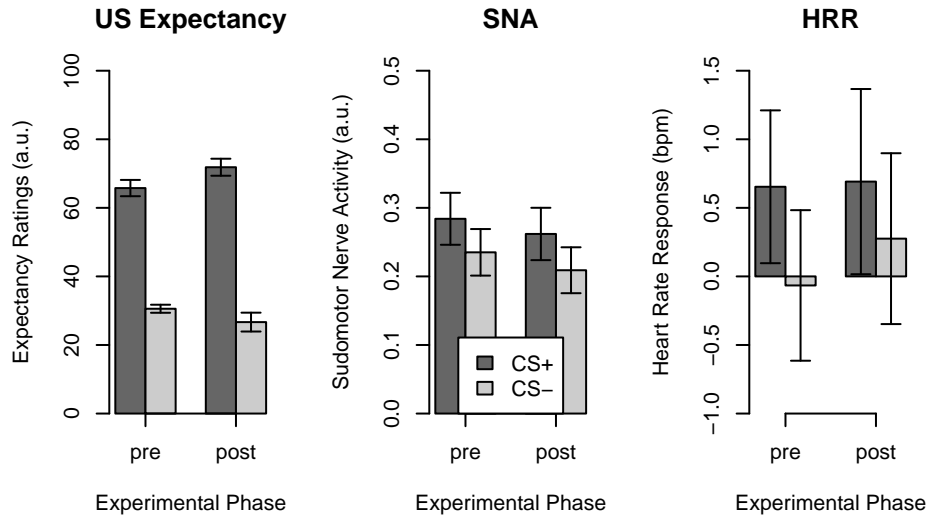 US Expectancy
Expectancy Ratings (a.u.)
100
80
60
40
20
0
pre post
Experimental Phase
SNA
Sudomotor Nerve Activity (a.u.)
0.5
0.4
0.3
0.2
0.1
0.0
CS+
CS−
pre post
Experimental Phase
HRR
Heart Rate Response (bpm)
1.5
1.0
0.5
0.0
−0.5
−1.0
pre post
Experimental Phase